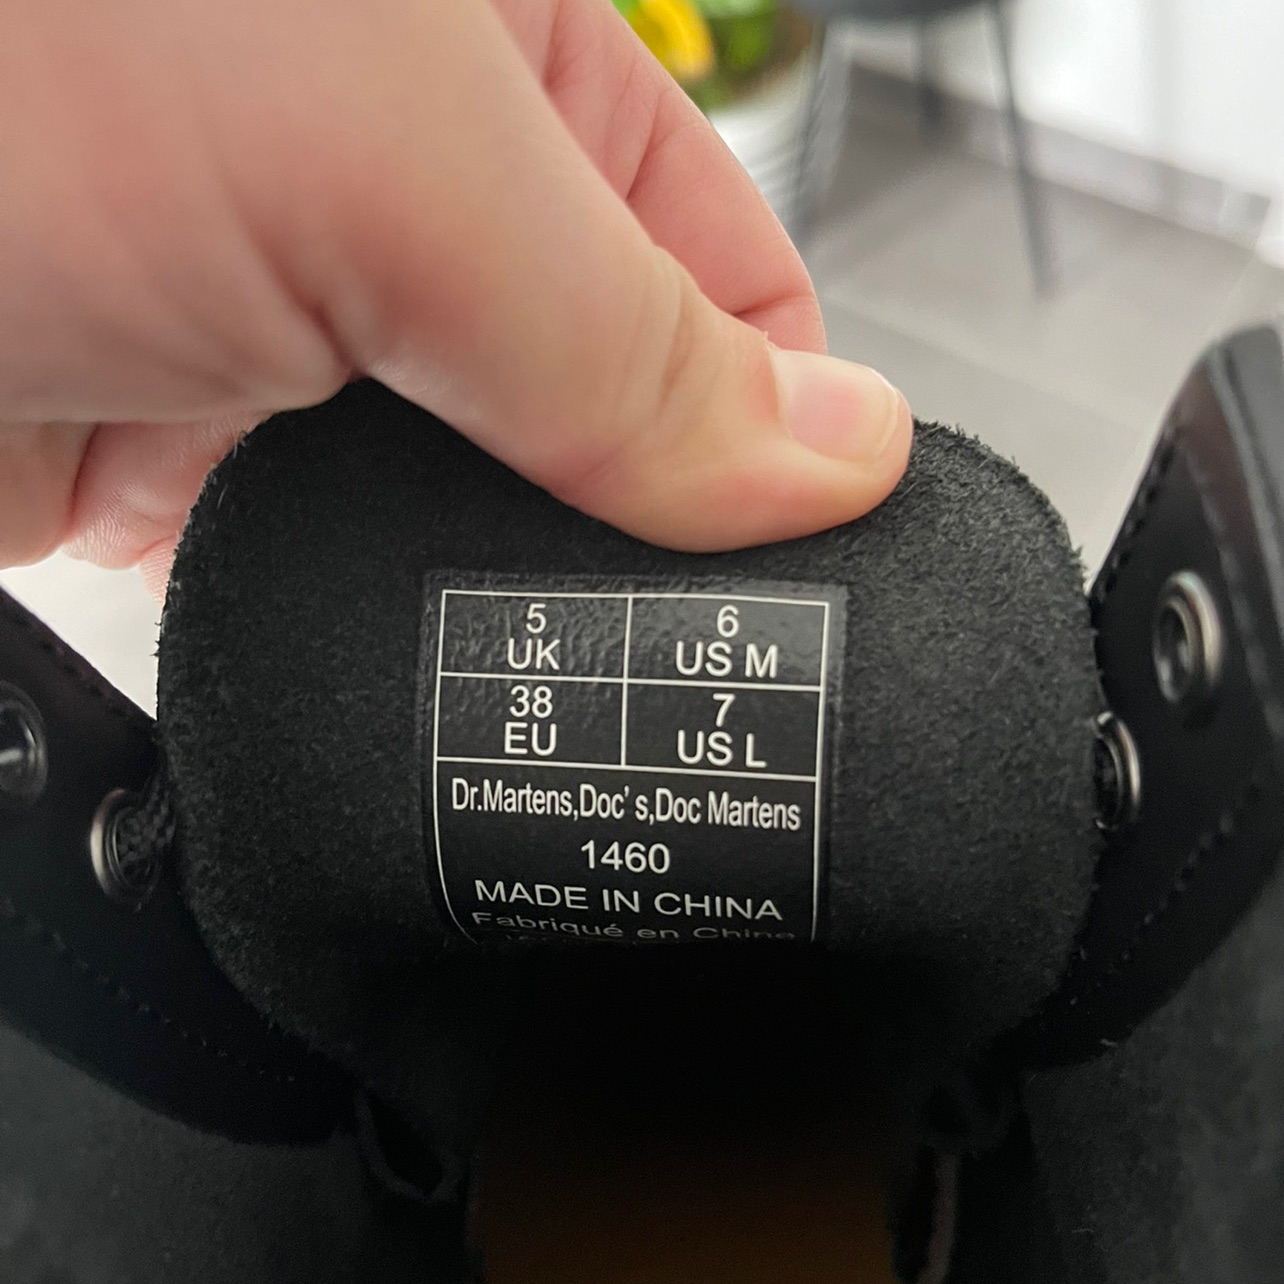 5 6
UK US M
38 7
EU US L
Dr.Martens,Doc's,Doc Martens
1460
MADE IN CHINA
Fabriqué en Chine